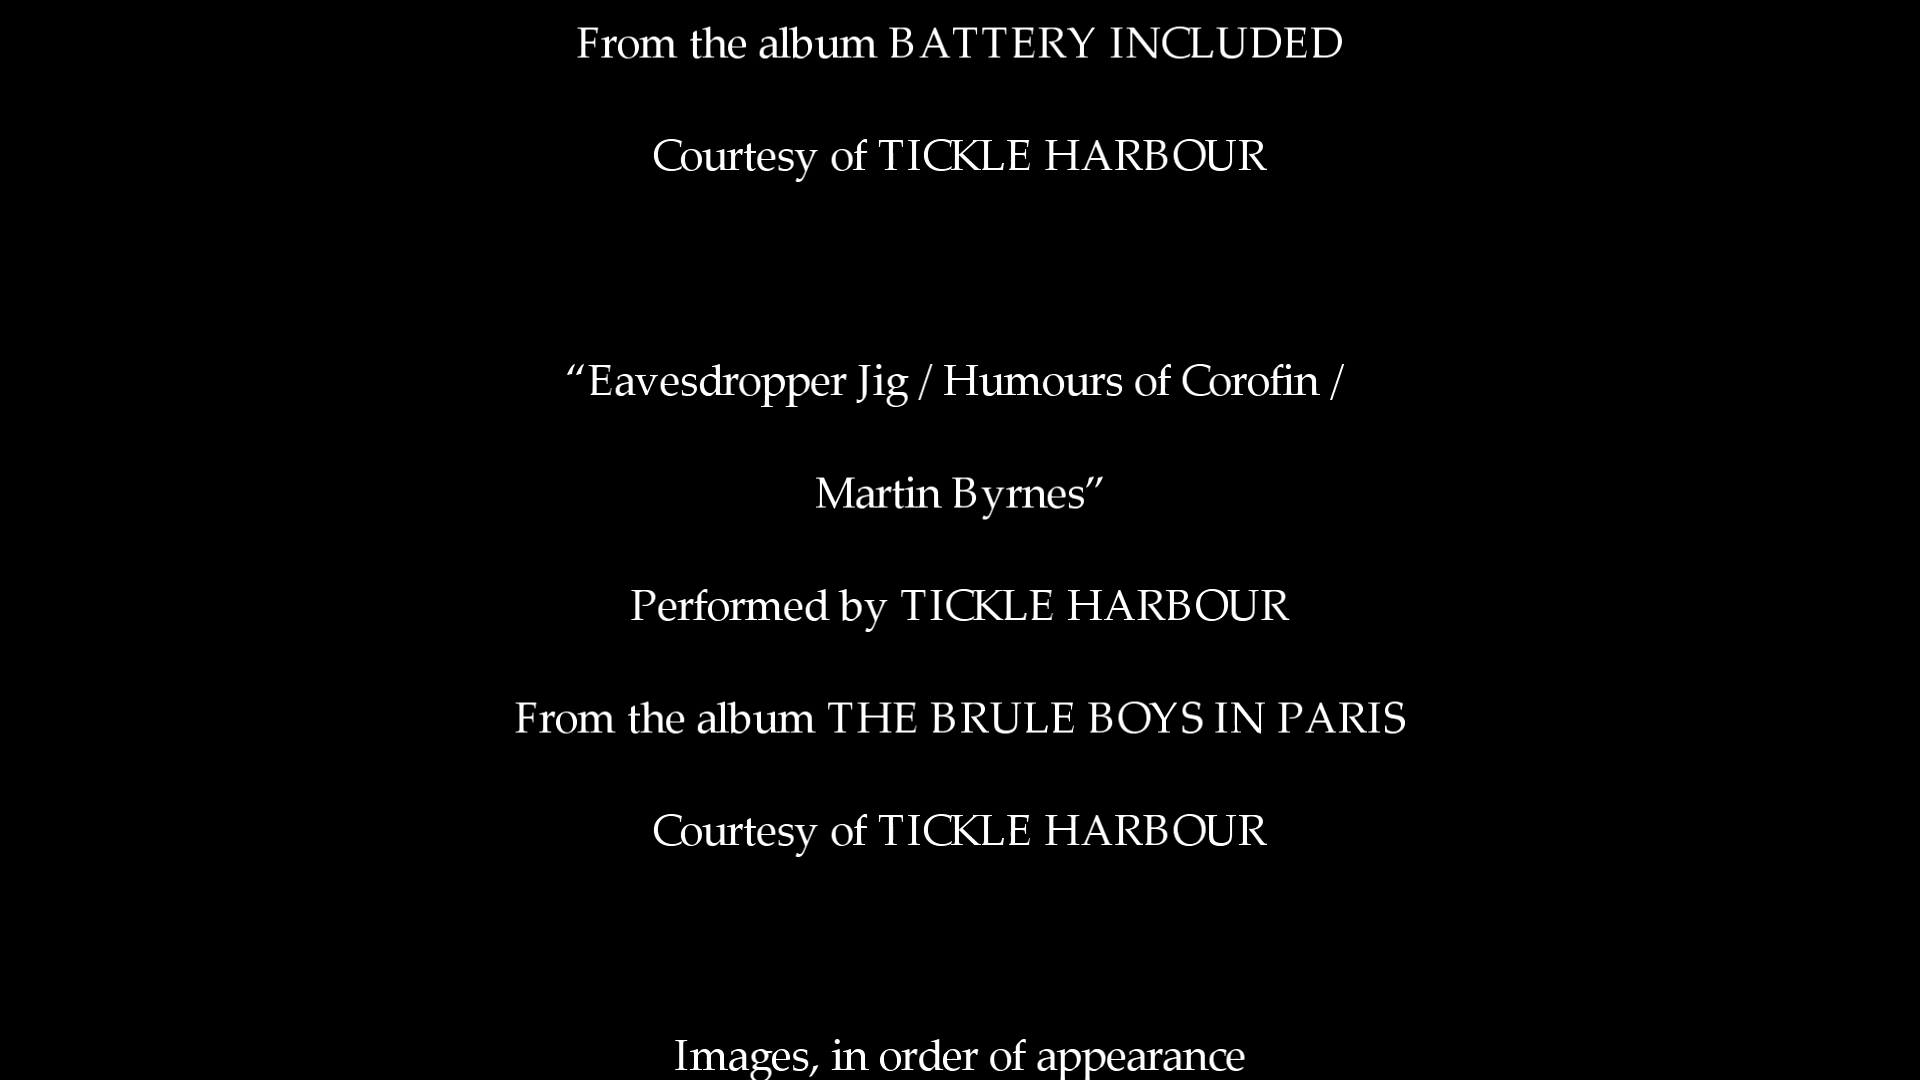 From the album BATTERY INCLUDED
Courtesy of TICKLE HARBOUR
“Eavesdropper Jig / Humours of Corofin /
Martin Byrnes”
Performed by TICKLE HARBOUR
From the album THE BRULE BOYS IN PARIS
Courtesy of TICKLE HARBOUR
Images, in order of appearance